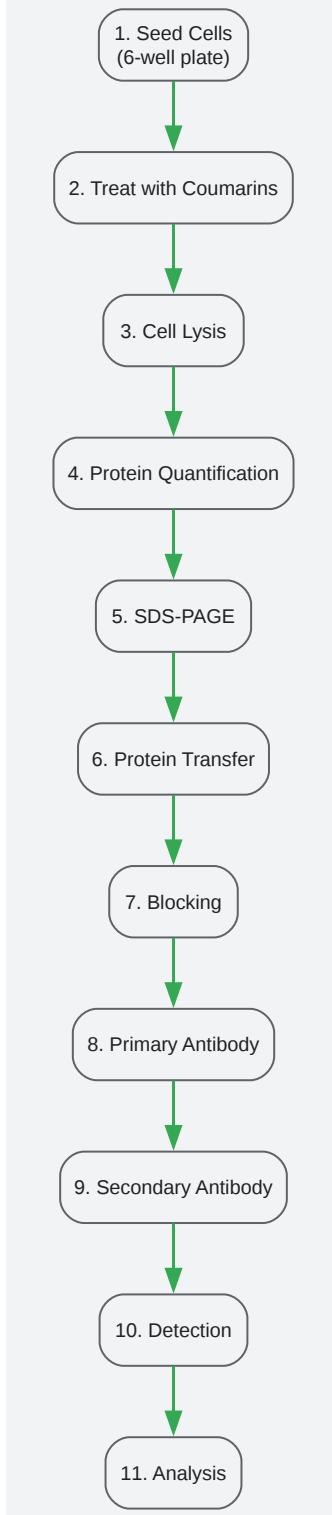 1. Seed Cells
(6-well plate)
2. Treat with Coumarins
3. Cell Lysis
4. Protein Quantification
5. SDS-PAGE
6. Protein Transfer
7. Blocking
8. Primary Antibody
9. Secondary Antibody
10. Detection
11. Analysis